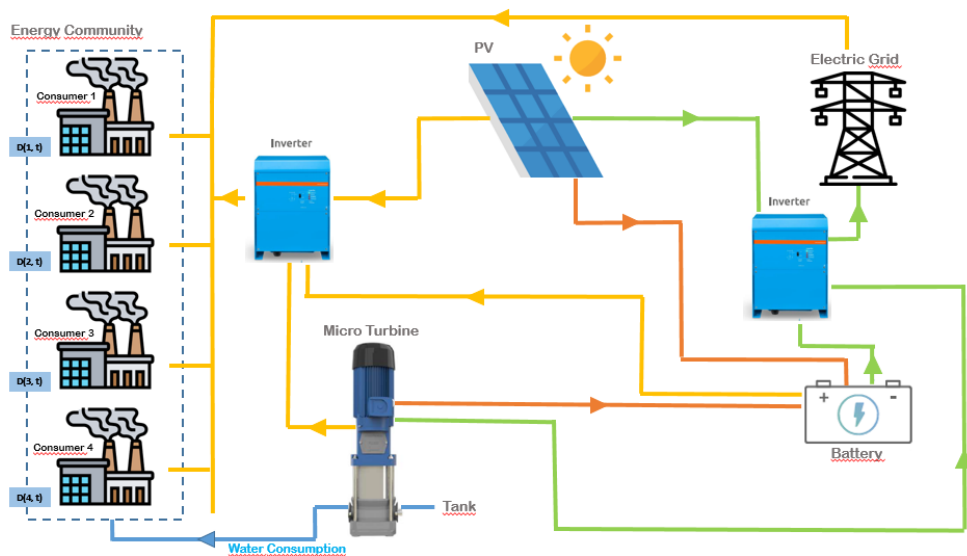 Energy Community
PV
Electric Grid
Consumer 1
D(1, t)
Inverter
Consumer 2
Inverter
D(2, t)
Micro Turbine
Consumer 3
D(3, t)
+ -
Consumer 4
Battery
D(4, t)
Tank
Water Consumption